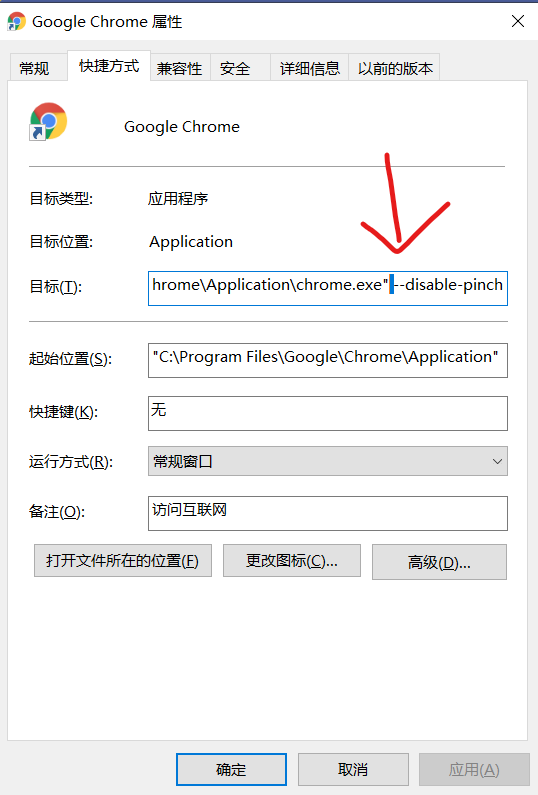 Google Chrome 属性
常规 快捷方式 兼容性 安全 详细信息 以前的版本
Google Chrome
目标类型: 应用程序
目标位置: Application
目标(T): hrome\Application\chrome.exe" --disable-pinch
起始位置(S): "C:\Program Files\Google\Chrome\Application"
快捷键(K): 无
运行方式(R): 常规窗口
备注(O): 访问互联网
打开文件所在的位置(F) 更改图标(C)... 高级(D)...
确定 取消 应用(A)